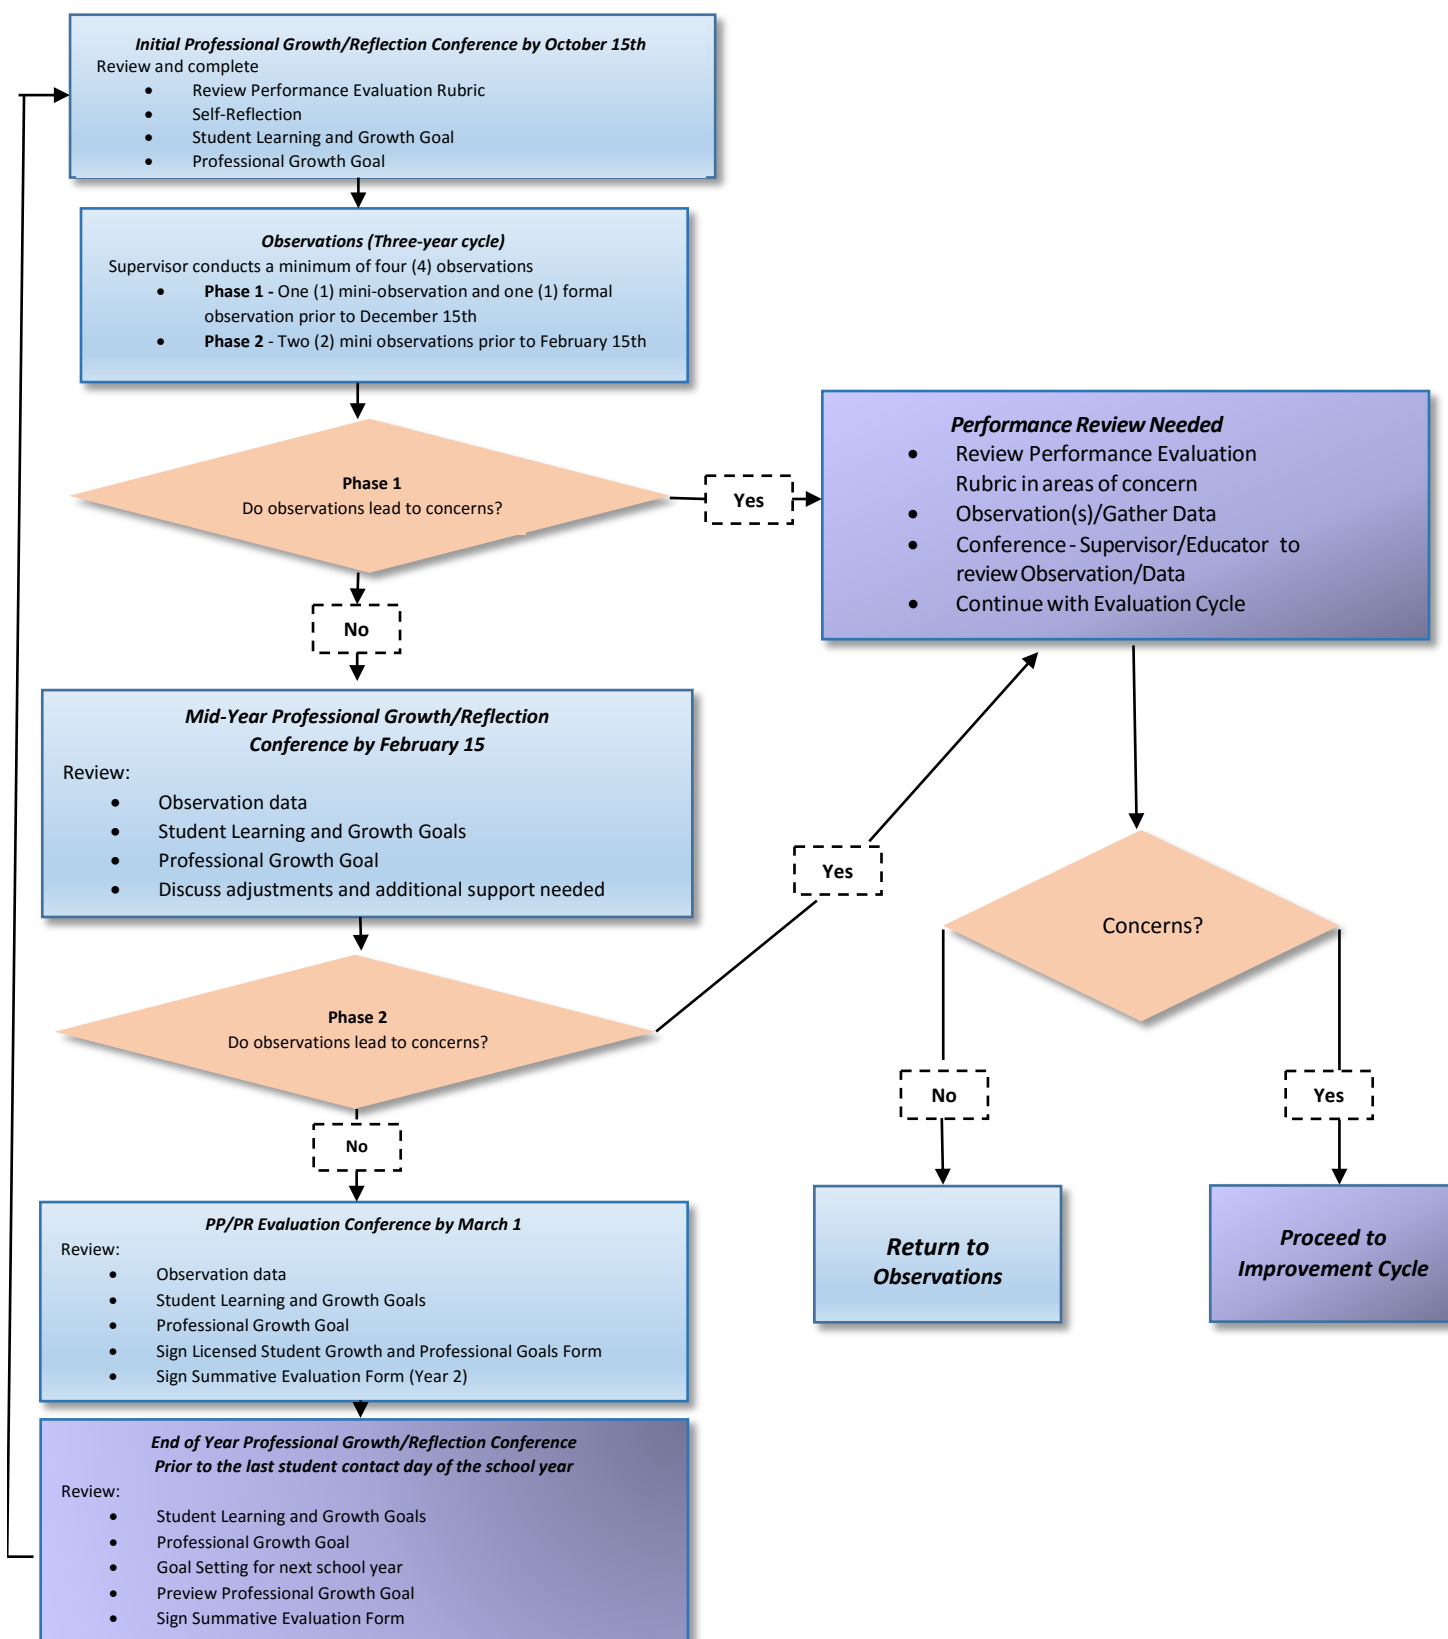 Initial Professional Growth/Reflection Conference by October 15th
Review and complete
• Review Performance Evaluation Rubric
• Self-Reflection
• Student Learning and Growth Goal
• Professional Growth Goal
Observations (Three-year cycle)
Supervisor conducts a minimum of four (4) observations
• Phase 1 - One (1) mini-observation and one (1) formal
observation prior to December 15th
• Phase 2 - Two (2) mini observations prior to February 15th
Phase 1
Do observations lead to concerns?
Yes
Performance Review Needed
• Review Performance Evaluation
Rubric in areas of concern
• Observation(s)/Gather Data
• Conference - Supervisor/Educator to
review Observation/Data
• Continue with Evaluation Cycle
No
Mid-Year Professional Growth/Reflection
Conference by February 15
Review:
• Observation data
• Student Learning and Growth Goals
• Professional Growth Goal
• Discuss adjustments and additional support needed
Yes
Concerns?
Phase 2
Do observations lead to concerns?
No
Yes
No
Return to
Observations
Proceed to
Improvement Cycle
PP/PR Evaluation Conference by March 1
Review:
• Observation data
• Student Learning and Growth Goals
• Professional Growth Goal
• Sign Licensed Student Growth and Professional Goals Form
• Sign Summative Evaluation Form (Year 2)
End of Year Professional Growth/Reflection Conference
Prior to the last student contact day of the school year
Review:
• Student Learning and Growth Goals
• Professional Growth Goal
• Goal Setting for next school year
• Preview Professional Growth Goal
• Sign Summative Evaluation Form